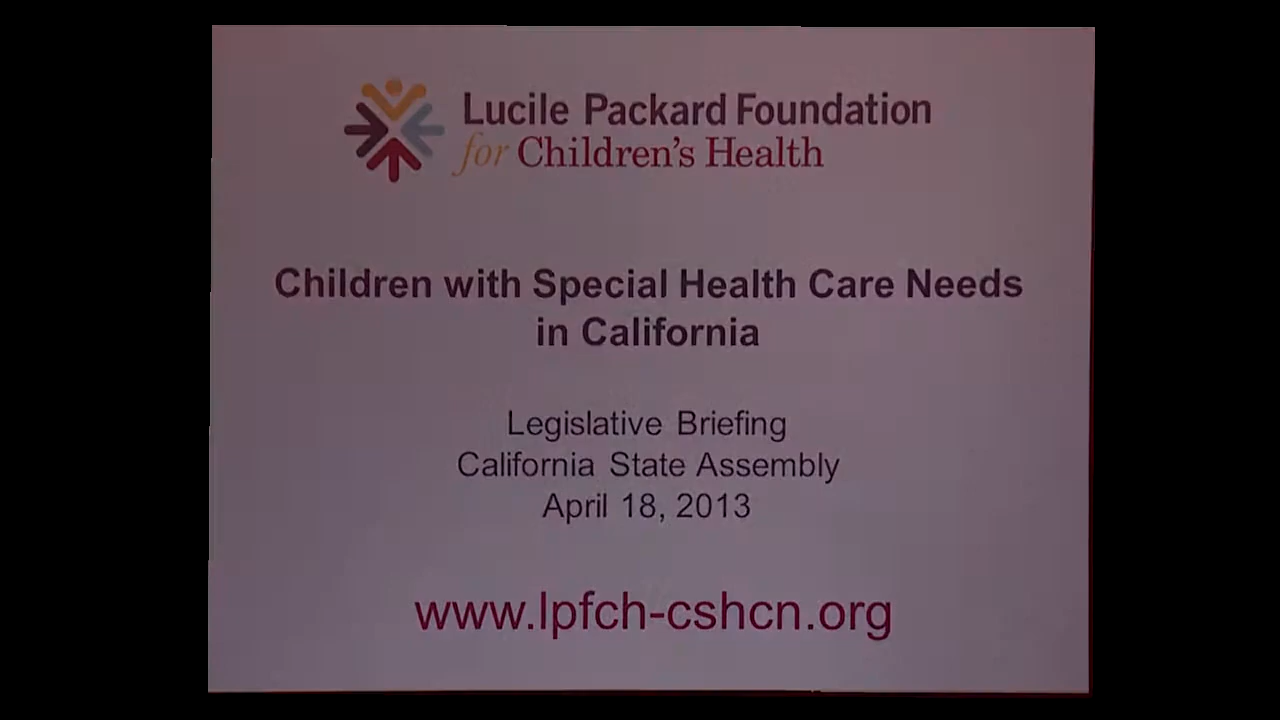 Lucile Packard Foundation
for Children's Health
Children with Special Health Care Needs
in California
Legislative Briefing
California State Assembly
April 18, 2013
www.lpfch-cshcn.org